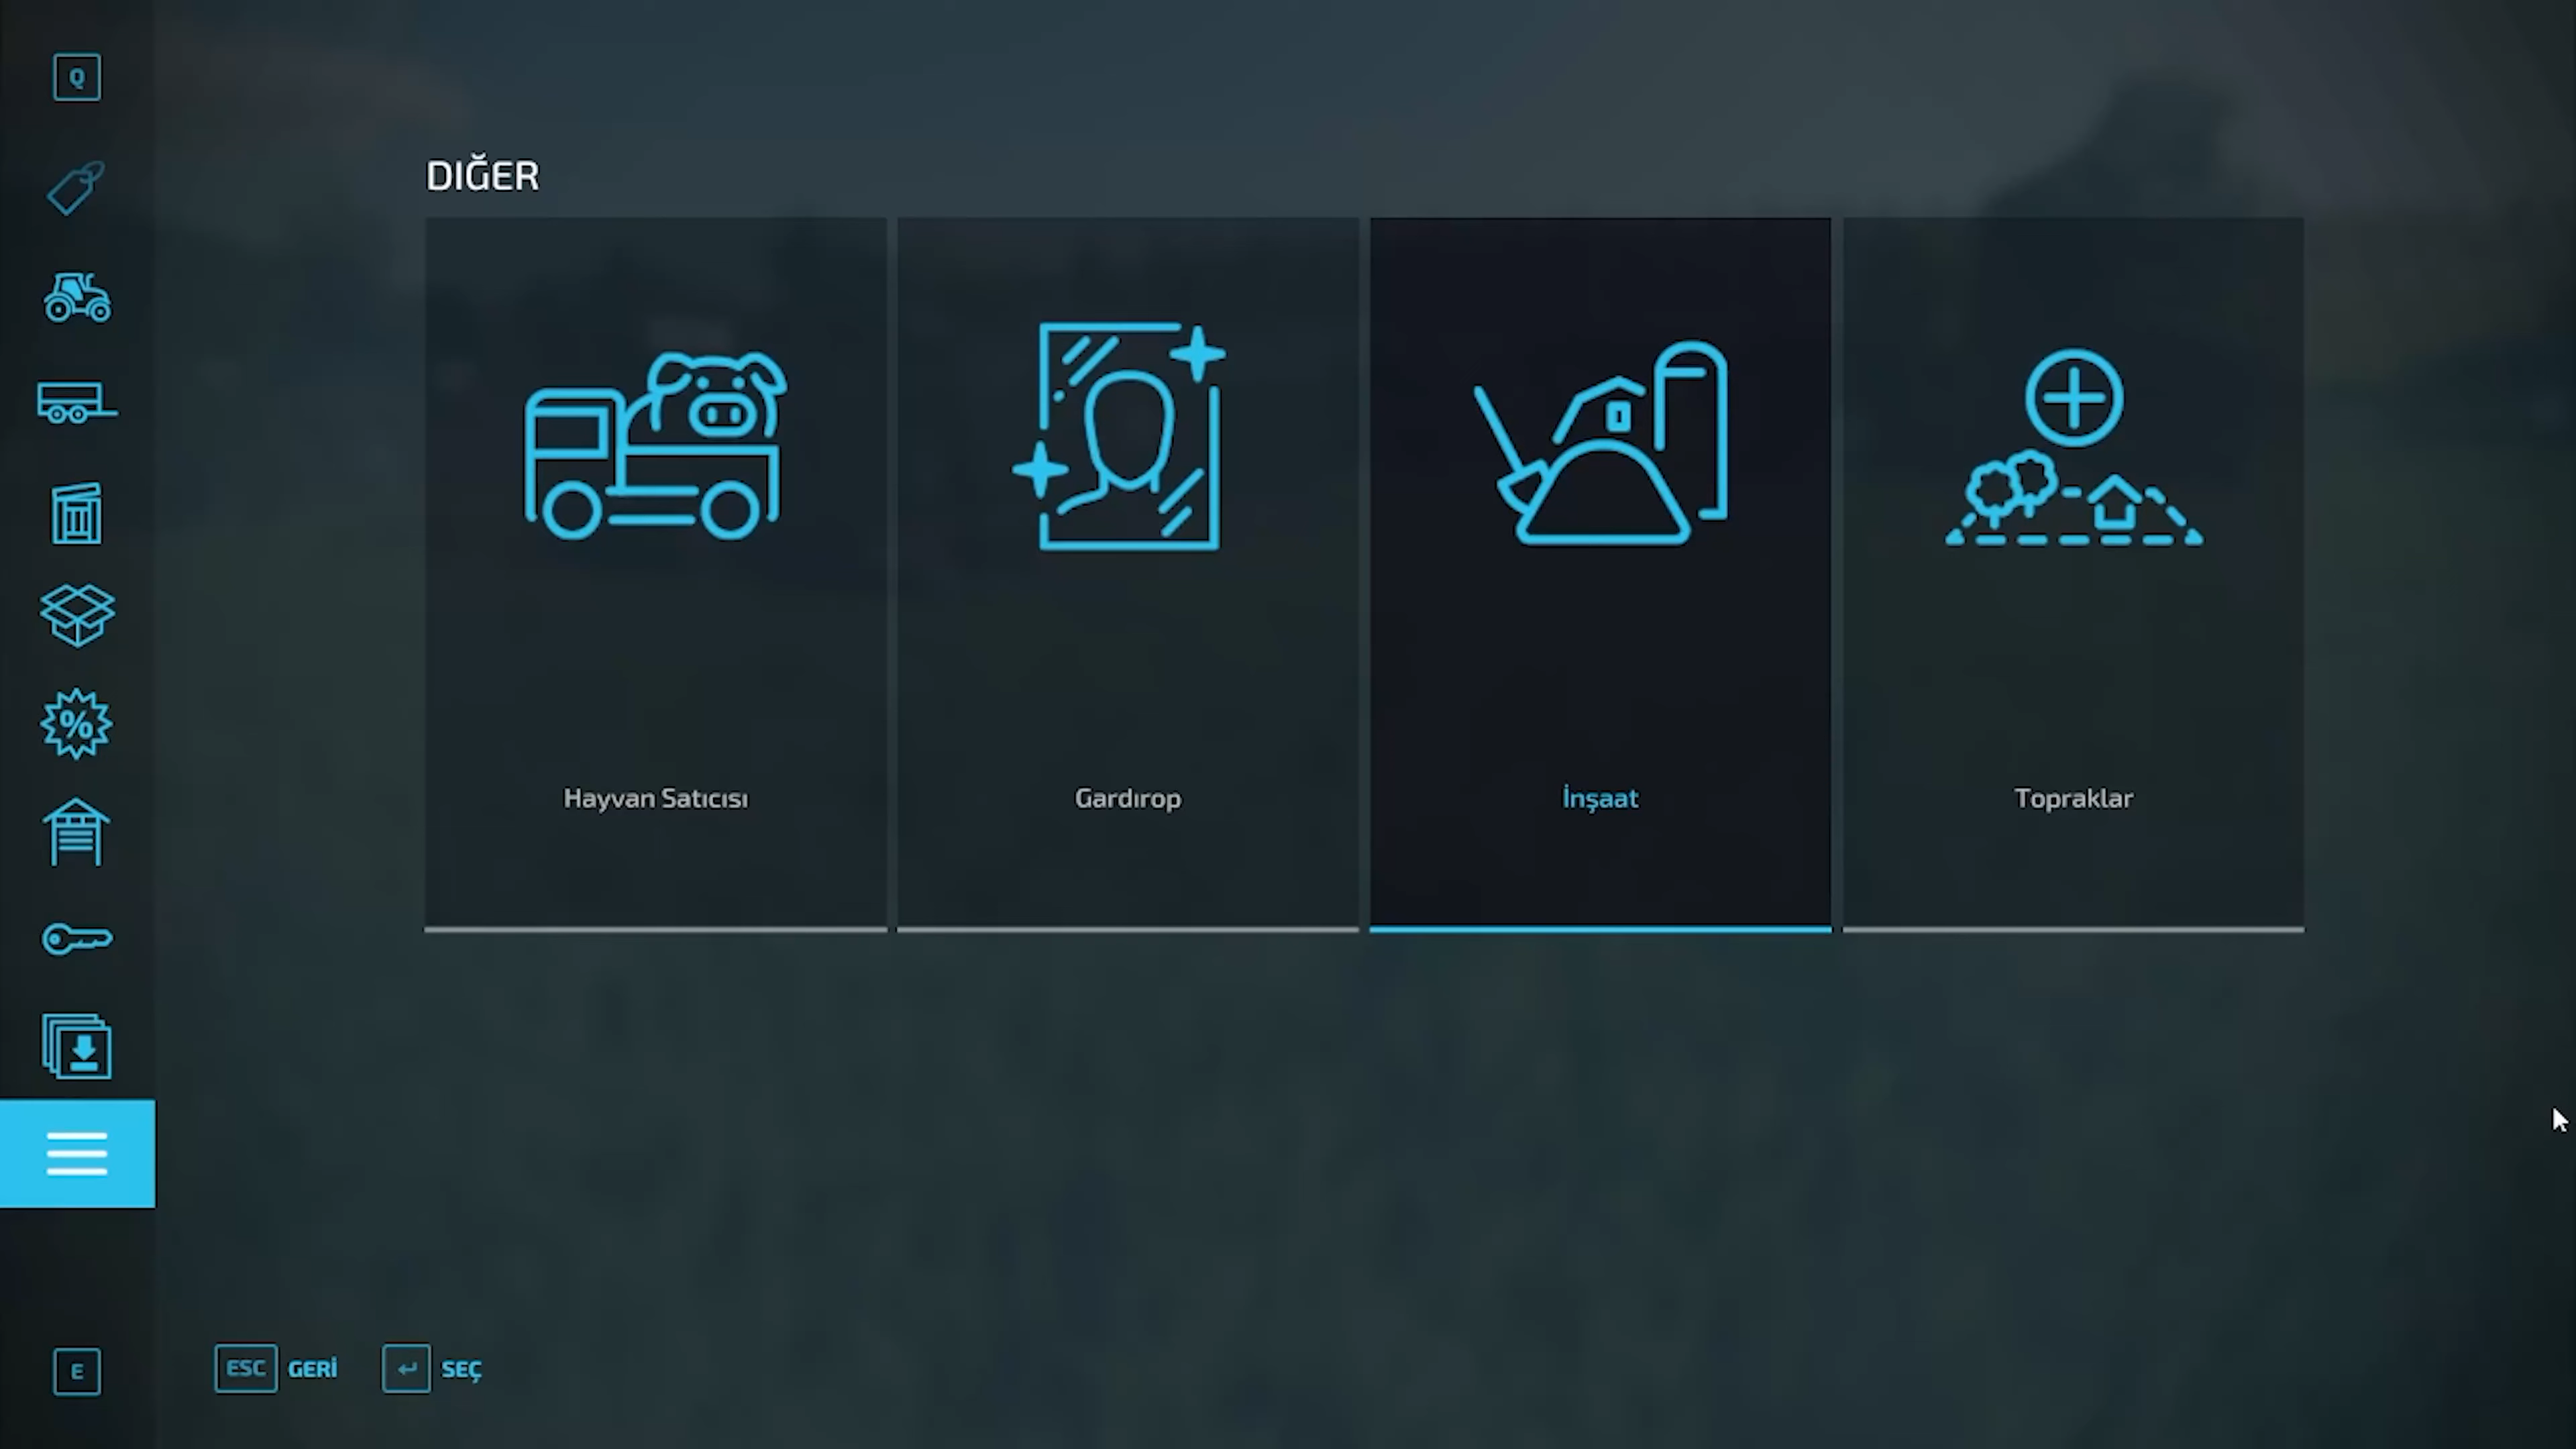 Q
DIĞER
Hayvan Satıcısı
Gardırop
İnşaat
Topraklar
%
E
ESC GERİ
SEÇ